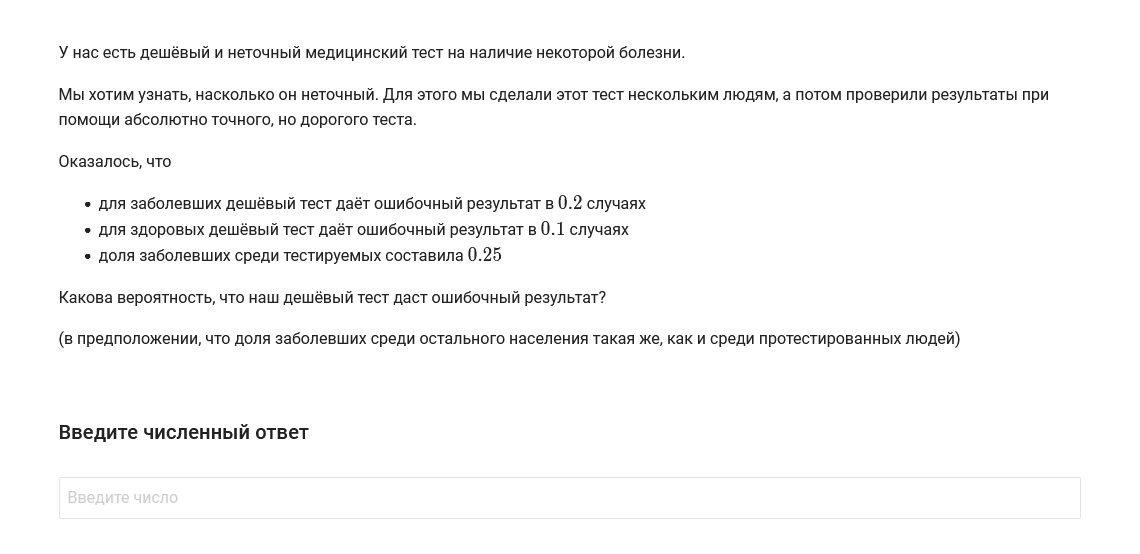 У нас есть дешёвый и неточный медицинский тест на наличие некоторой болезни.
Мы хотим узнать, насколько он неточный. Для этого мы сделали этот тест нескольким людям, а потом проверили результаты при
помощи абсолютно точного, но дорогого теста.
Оказалось, что
• для заболевших дешёвый тест даёт ошибочный результат в 0.2 случаях
• для здоровых дешёвый тест даёт ошибочный результат в 0.1 случаях
• доля заболевших среди тестируемых составила 0.25
Какова вероятность, что наш дешёвый тест даст ошибочный результат?
(в предположении, что доля заболевших среди остального населения такая же, как и среди протестированных людей)
Введите численный ответ
Введите число